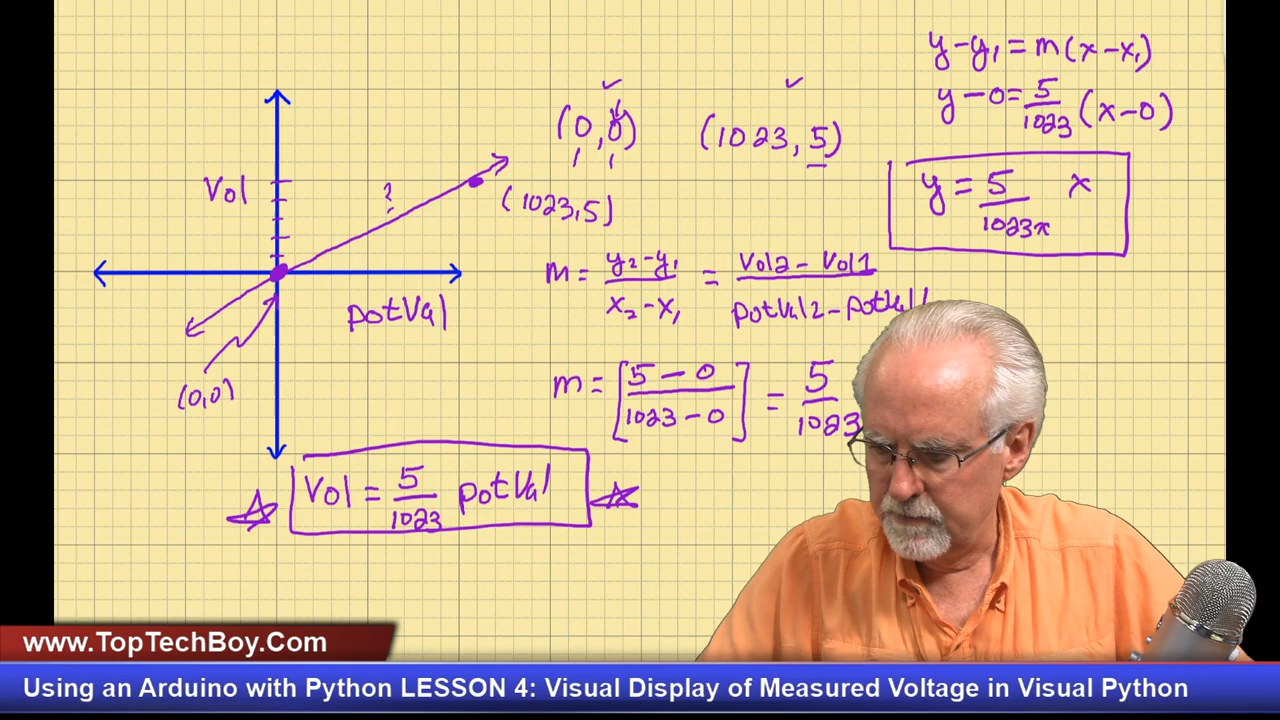 Vol
?
(1023,5)
potVal
(0,0)
(0,0)
(1023,5)
y-y₁=m(x-x₁)
y-0=5/1023(x-0)
y=5/1023x x
m=y₂-y₁/x₂-x₁=Vol2-Vol1/potVal2-potVal1
m=[5-0/1023-0]=5/1023
Vol=5/1023 potVal
www.TopTechBoy.Com
Using an Arduino with Python LESSON 4: Visual Display of Measured Voltage in Visual Python